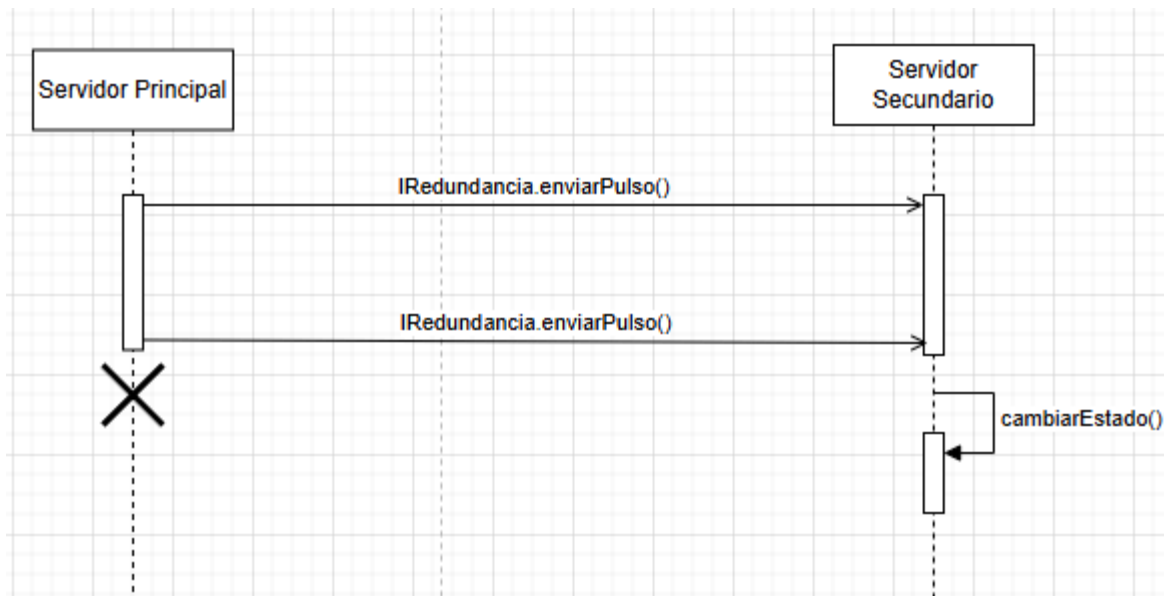 Servidor Principal
Servidor
Secundario
IRedundancia.enviarPulso()
IRedundancia.enviarPulso()
cambiarEstado()